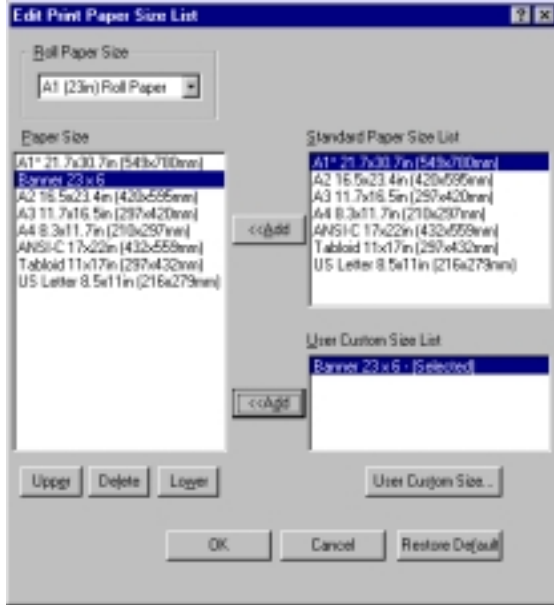 Edit Print Paper Size List
Roll Paper Size
A1 (23in) Roll Paper
Paper Size
A1* 21.7x30.7in (549x780mm)
Banner 23 x 6
A2 16.5x23.4in (420x595mm)
A3 11.7x16.5in (297x420mm)
A4 8.3x11.7in (210x297mm)
ANSI-C 17x22in (432x559mm)
Tabloid 11x17in (297x432mm)
US Letter 8.5x11in (216x279mm)
Standard Paper Size List
A1* 21.7x30.7in (549x780mm)
A2 16.5x23.4in (420x595mm)
A3 11.7x16.5in (297x420mm)
A4 8.3x11.7in (210x297mm)
ANSI-C 17x22in (432x559mm)
Tabloid 11x17in (297x432mm)
US Letter 8.5x11in (216x279mm)
<<Add
User Custom Size List
Banner 23 x 6 - [Selected]
<<Add
Upper Delete Lower
User Custom Size...
OK Cancel Restore Default